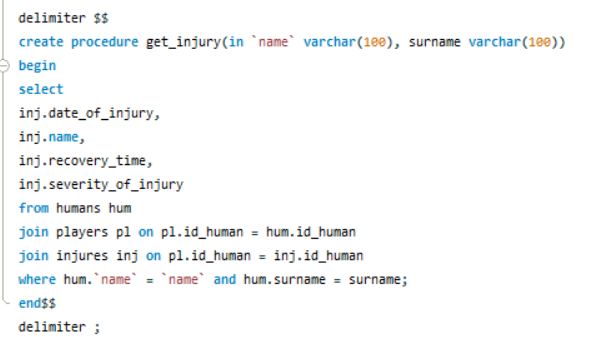 delimiter $$
create procedure get_injury(in `name` varchar(100), surname varchar(100))
begin
select
inj.date_of_injury,
inj.name,
inj.recovery_time,
inj.severity_of_injury
from humans hum
join players pl on pl.id_human = hum.id_human
join injures inj on pl.id_human = inj.id_human
where hum.`name` = `name` and hum.surname = surname;
end$$
delimiter ;